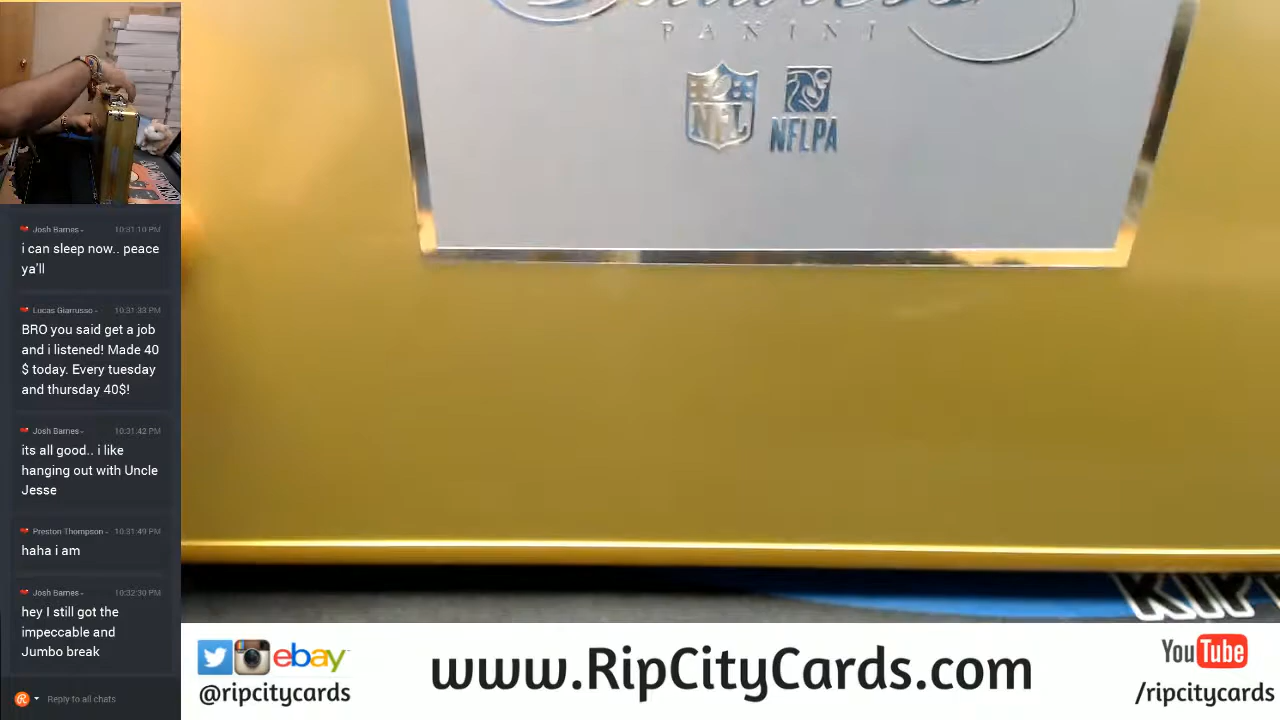 Josh Barnes - 10:31:10 PM
i can sleep now.. peace
ya'll
Lucas Giarrusso - 10:31:33 PM
BRO you said get a job
and i listened! Made 40
$ today. Every tuesday
and thursday 40$!
Josh Barnes - 10:31:42 PM
its all good.. i like
hanging out with Uncle
Jesse
Preston Thompson - 10:31:49 PM
haha i am
Josh Barnes - 10:32:30 PM
hey I still got the
impeccable and
Jumbo break
Reply to all chats
PANINI
NFL
NFLPA
ebay
@ripcitycards
www.RipCityCards.com
YouTube
/ripcitycards